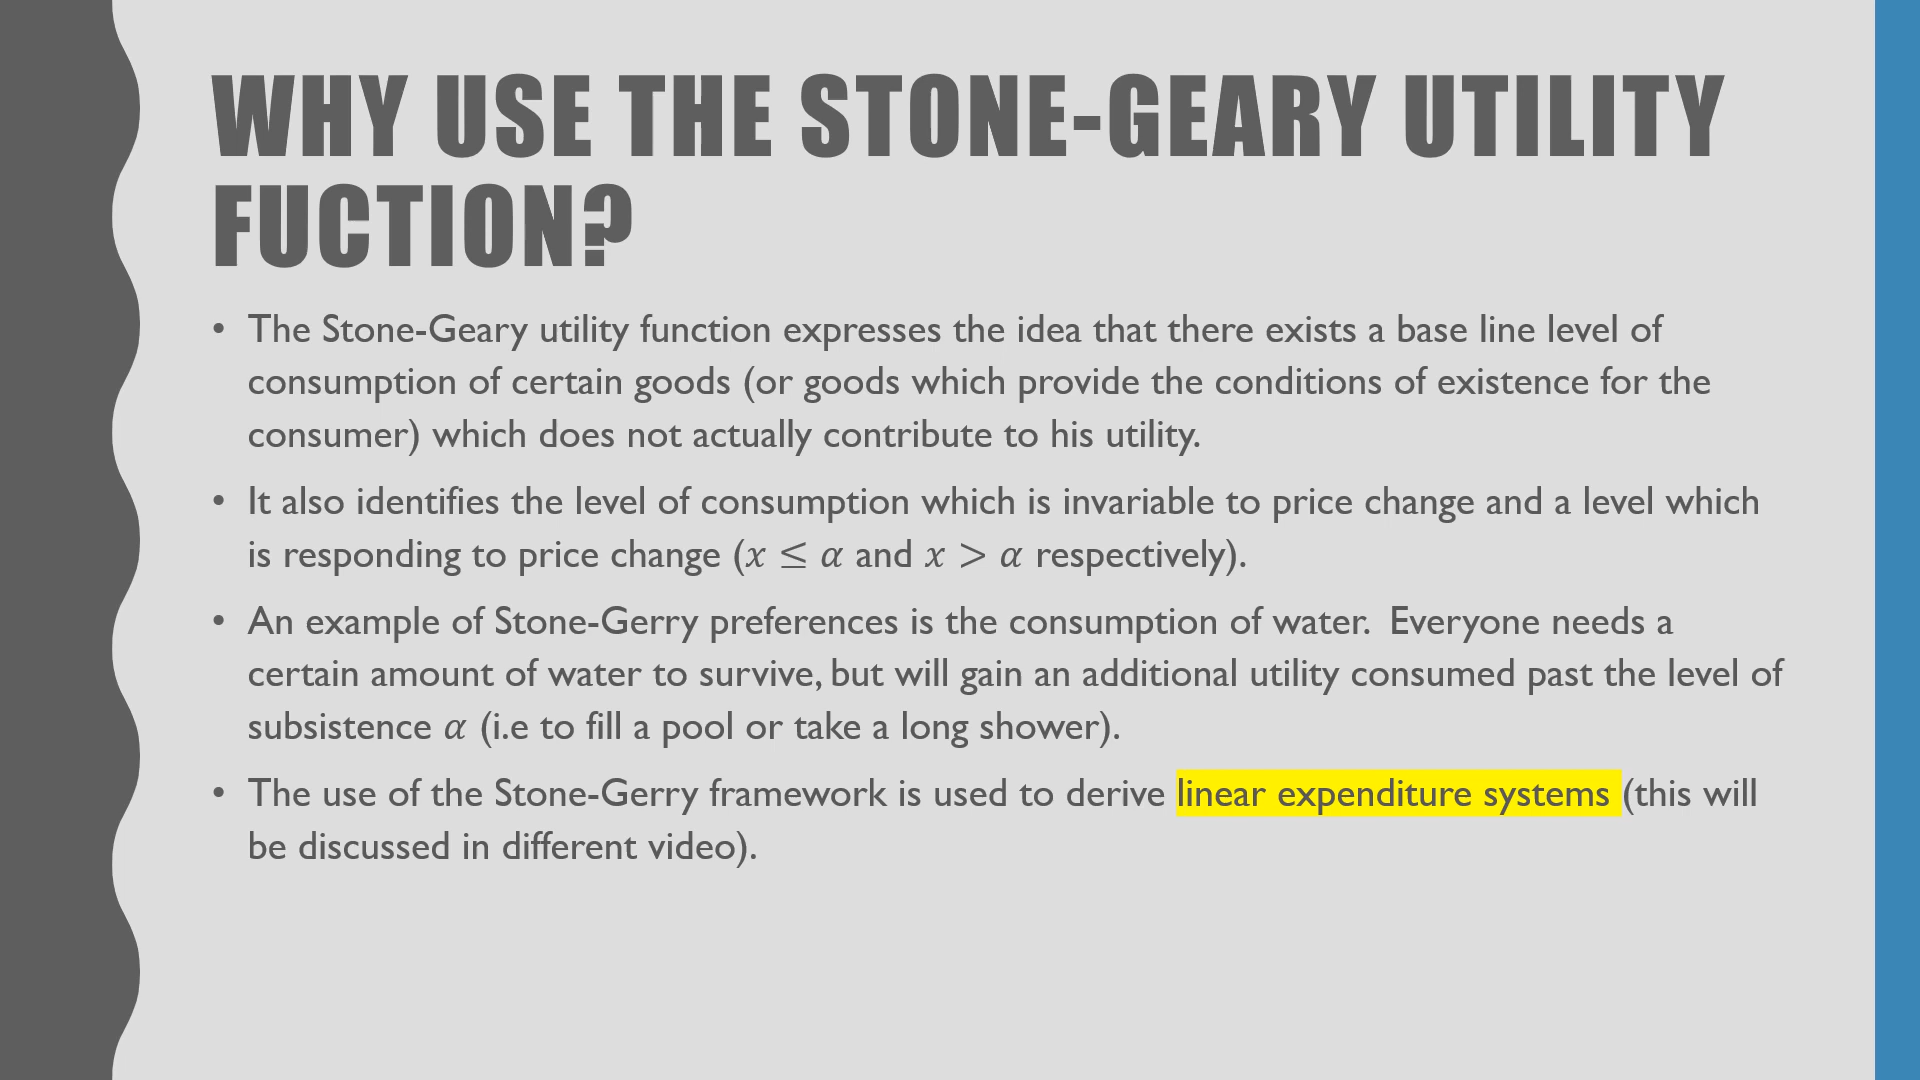 WHY USE THE STONE-GEARY UTILITY
FUCTION?
• The Stone-Geary utility function expresses the idea that there exists a base line level of
consumption of certain goods (or goods which provide the conditions of existence for the
consumer) which does not actually contribute to his utility.
• It also identifies the level of consumption which is invariable to price change and a level which
is responding to price change (𝑥 ≤ 𝛼 and 𝑥 > 𝛼 respectively).
• An example of Stone-Gerry preferences is the consumption of water.  Everyone needs a
certain amount of water to survive, but will gain an additional utility consumed past the level of
subsistence 𝛼 (i.e to fill a pool or take a long shower).
• The use of the Stone-Gerry framework is used to derive linear expenditure systems (this will
be discussed in different video).